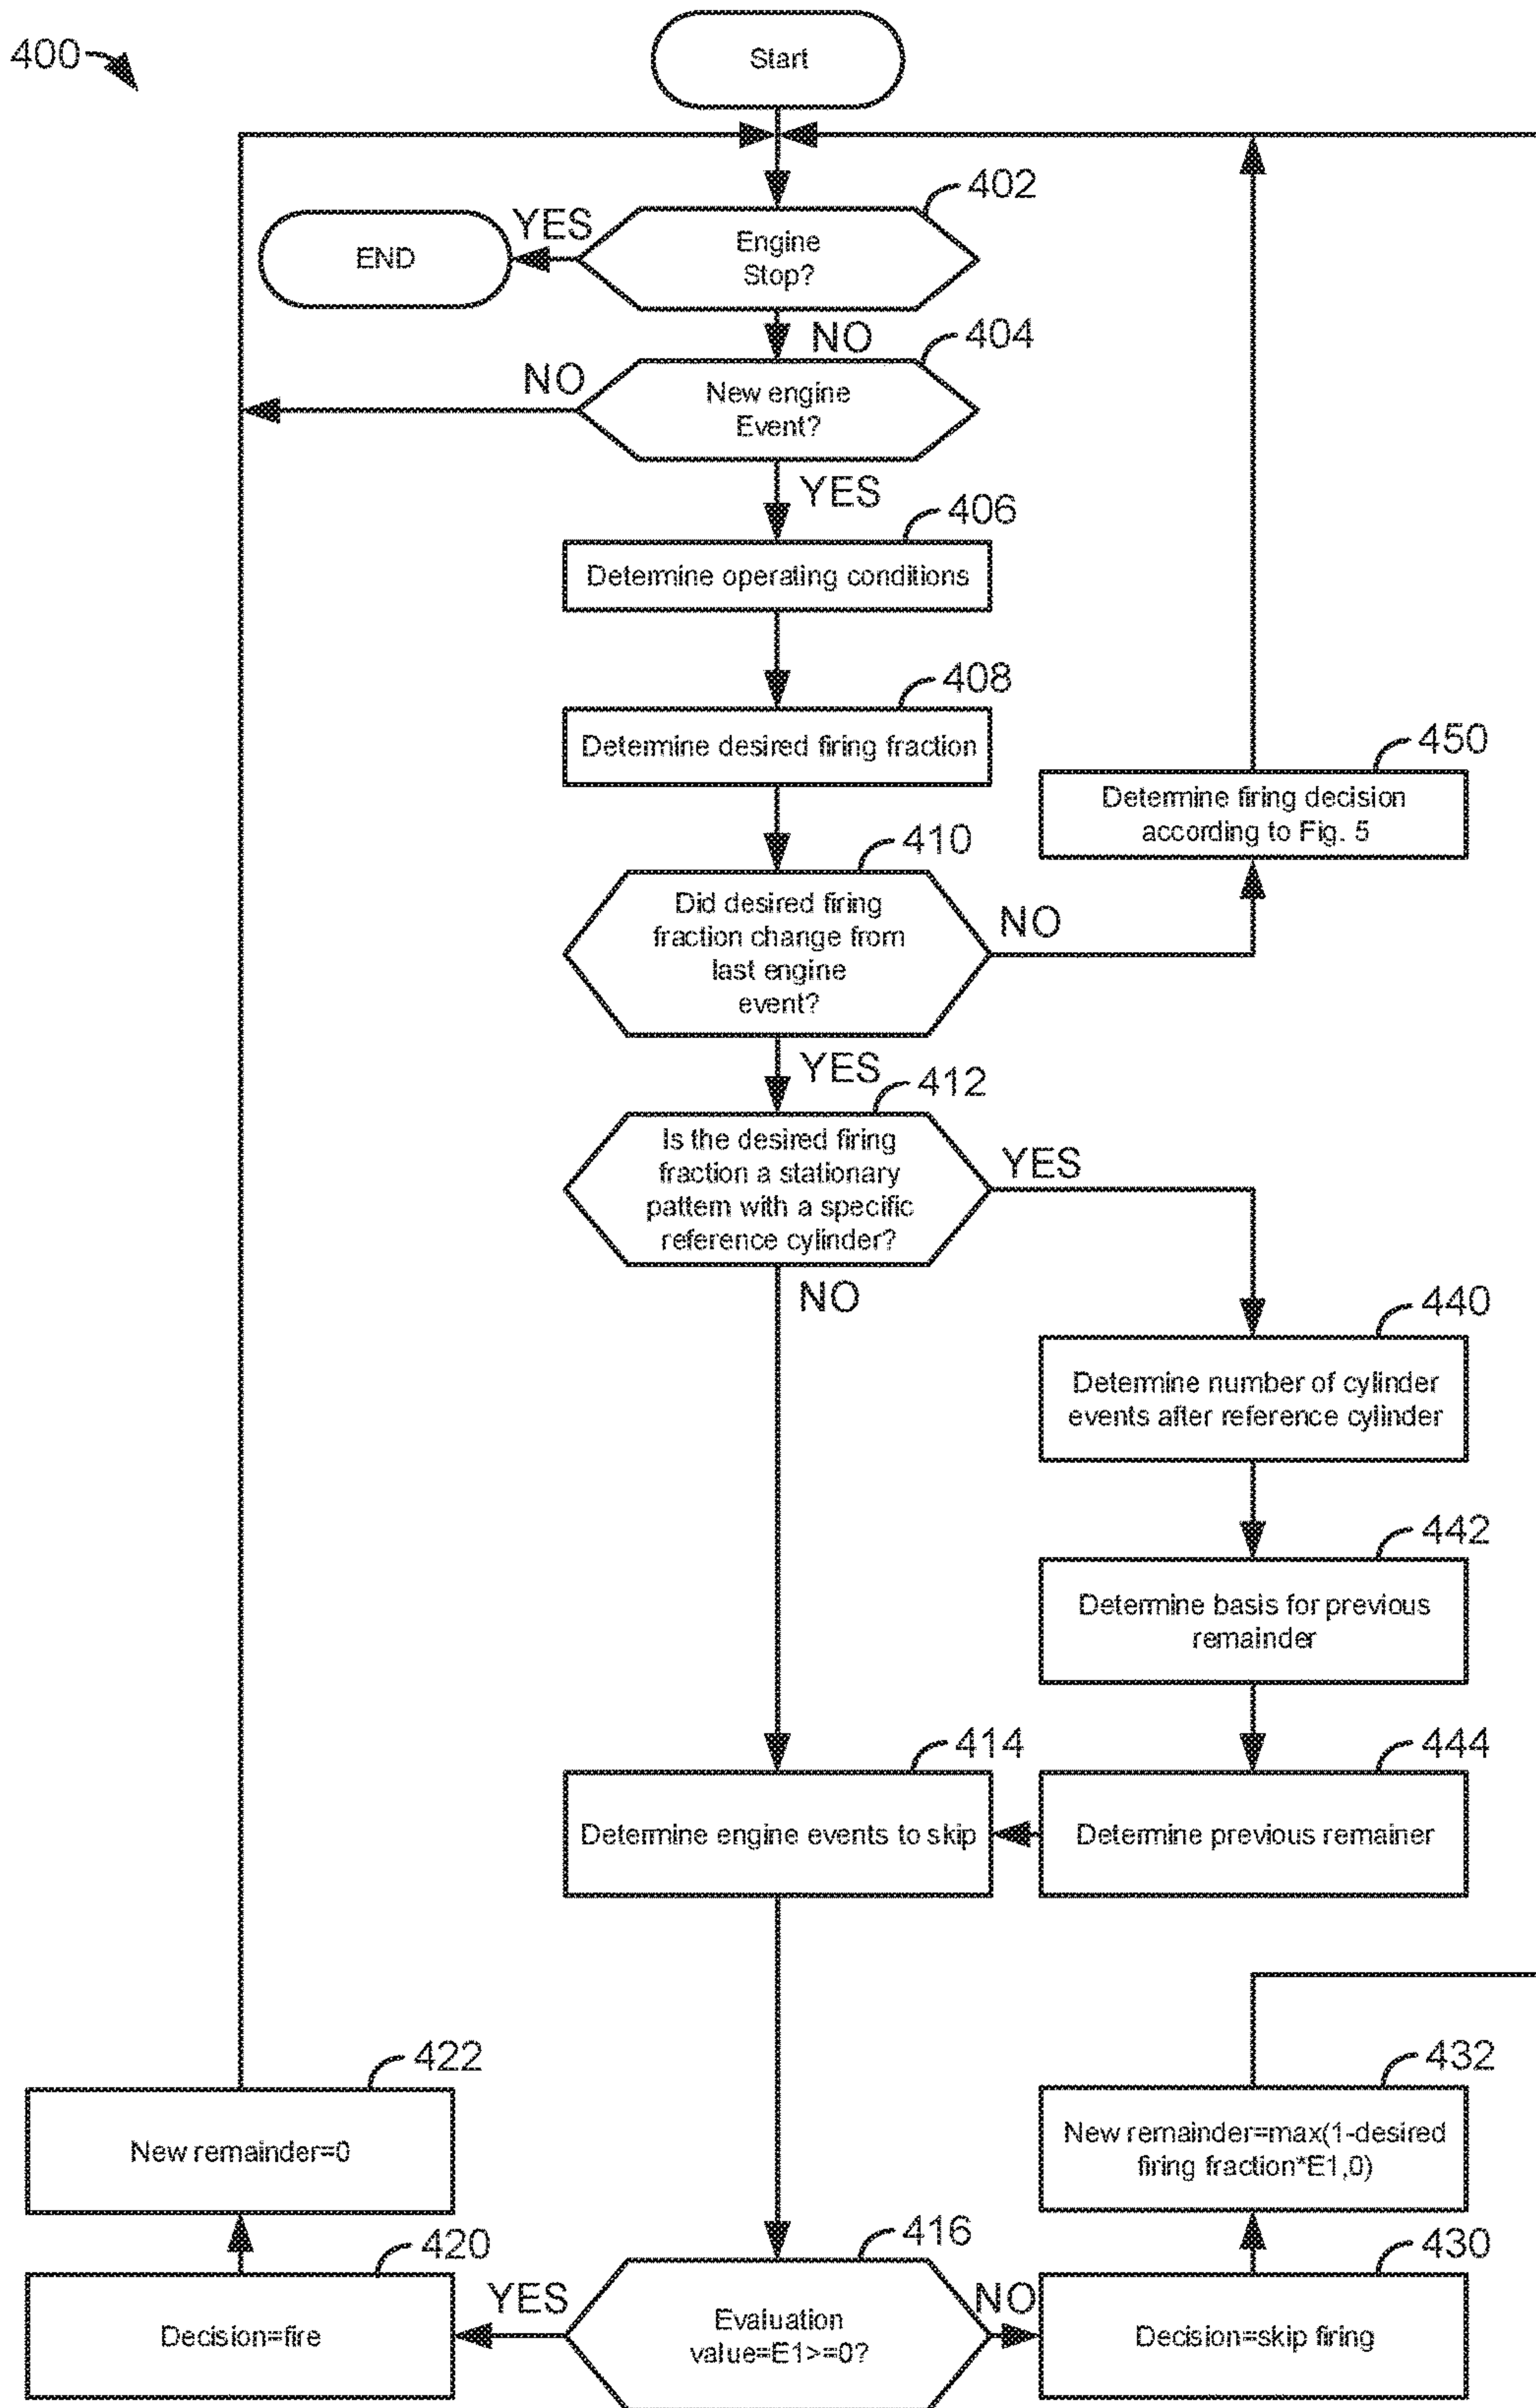 400
Start
402
YES
END
Engine
Stop?
NO
404
NO
New engine
Event?
YES
406
Determine operating conditions
408
Determine desired firing fraction
450
Determine firing decision
according to Fig. 5
410
Did desired firing
fraction change from
last engine
event?
NO
YES
412
Is the desired firing
fraction a stationary
pattern with a specific
reference cylinder?
YES
NO
440
Determine number of cylinder
events after reference cylinder
442
Determine basis for previous
remainder
414
444
Determine engine events to skip
Determine previous remainer
422
432
New remainder=0
New remainder=max(1-desired
firing fraction*E1,0)
420
416
430
Decision=fire
YES
Evaluation
value=E1>=0?
NO
Decision=skip firing